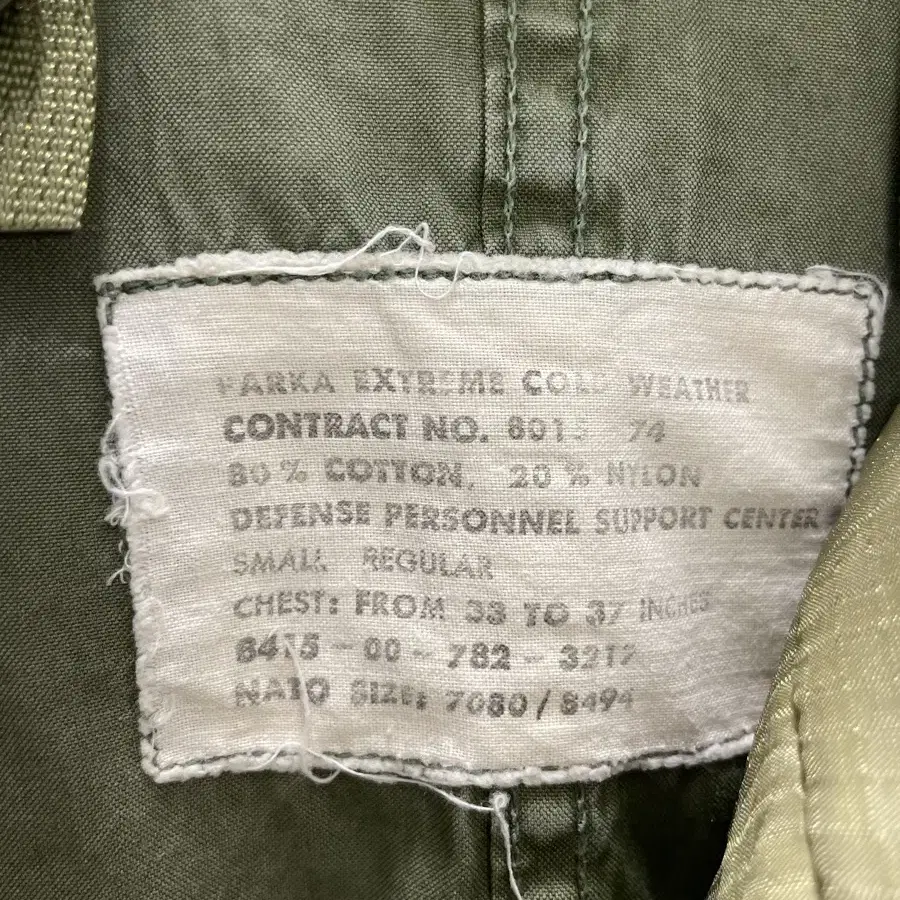 PARKA EXTREME COLD WEATHER
CONTRACT NO. 8015 74
80 % COTTON, 20 % NYLON
DEFENSE PERSONNEL SUPPORT CENTER
SMALL REGULAR
CHEST: FROM 33 TO 37 INCHES
8415 - 00 - 782 - 3217
NATO SIZE: 7080 / 8494